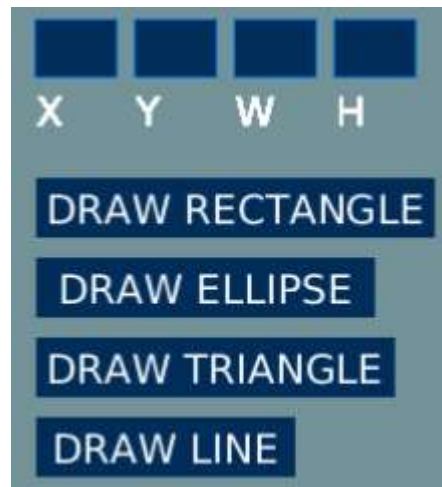 X Y W H
DRAW RECTANGLE
DRAW ELLIPSE
DRAW TRIANGLE
DRAW LINE